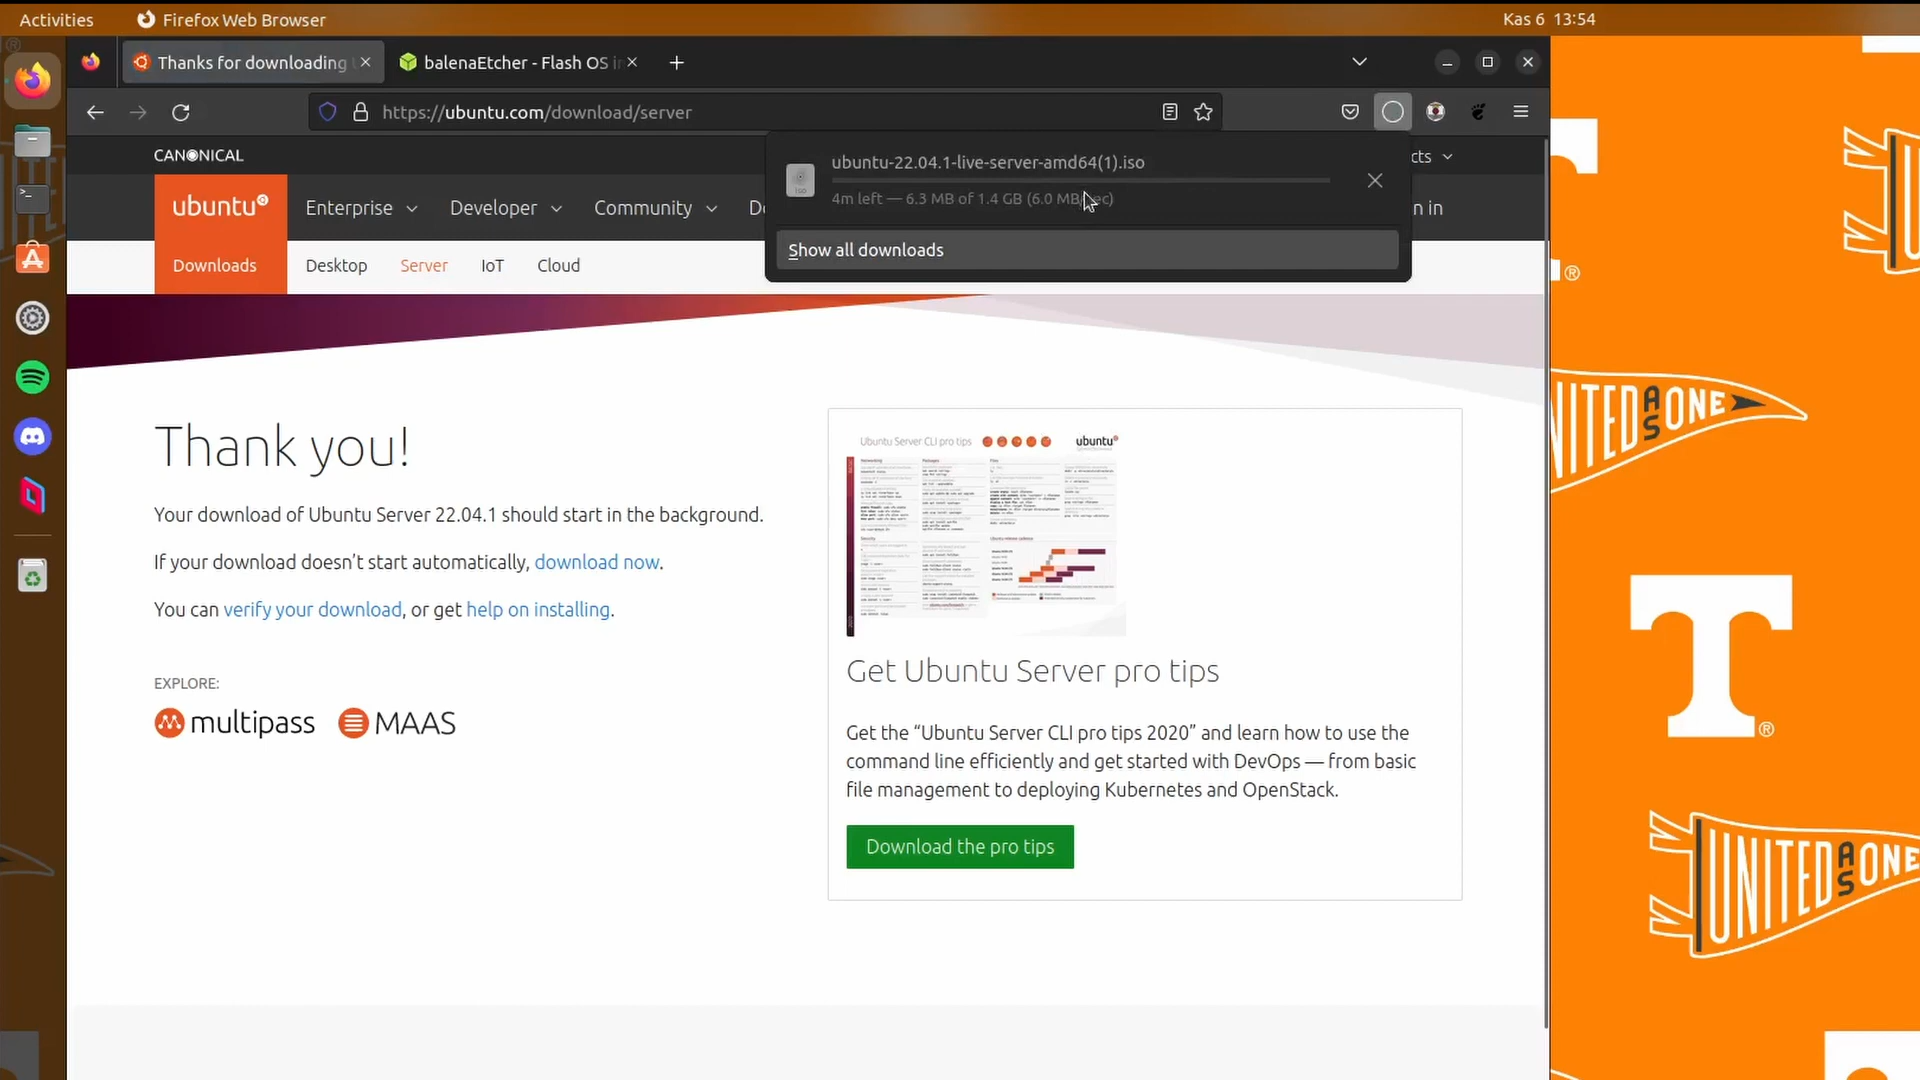 Activities
Firefox Web Browser
Kas 6 13:54
Thanks for downloading
balenaEtcher - Flash OS
https://ubuntu.com/download/server
CANONICAL
ubuntu-22.04.1-live-server-amd64(1).iso
4m left — 6.3 MB of 1.4 GB (6.0 MB/sec)
Show all downloads
ubuntu
Enterprise
Developer
Community
Downloads
Desktop
Server
IoT
Cloud
Thank you!
Your download of Ubuntu Server 22.04.1 should start in the background.
If your download doesn’t start automatically, download now.
You can verify your download, or get help on installing.
EXPLORE:
multipass
MAAS
Ubuntu Server CLI pro tips
ubuntu
Get Ubuntu Server pro tips
Get the “Ubuntu Server CLI pro tips 2020” and learn how to use the
command line efficiently and get started with DevOps — from basic
file management to deploying Kubernetes and OpenStack.
Download the pro tips
UNITED AS ONE
T
UNITED AS ONE